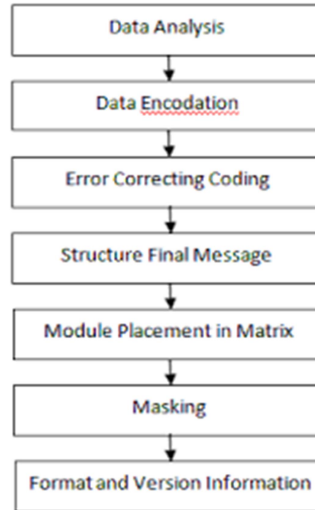 Data Analysis
Data Encodation
Error Correcting Coding
Structure Final Message
Module Placement in Matrix
Masking
Format and Version Information